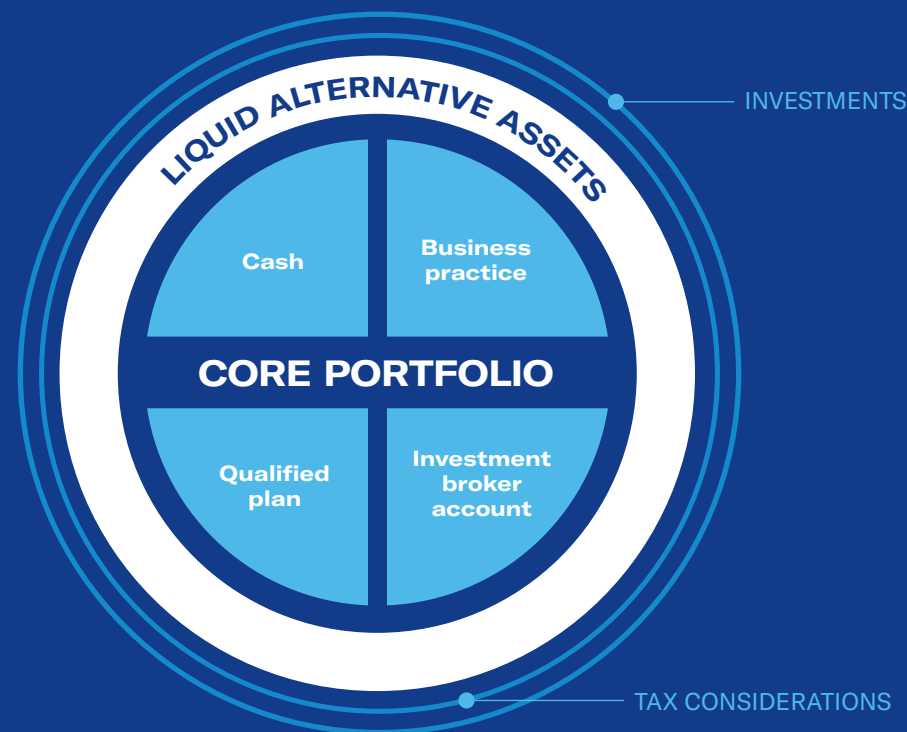 LIQUID ALTERNATIVE ASSETS
INVESTMENTS
Cash
Business
practice
CORE PORTFOLIO
Qualified
plan
Investment
broker
account
TAX CONSIDERATIONS